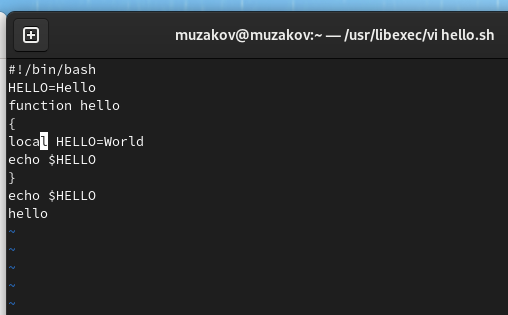 muzakov@muzakov:~ — /usr/libexec/vi hello.sh
#!/bin/bash
HELLO=Hello
function hello
{
local HELLO=World
echo $HELLO
}
echo $HELLO
hello
~
~
~
~
~